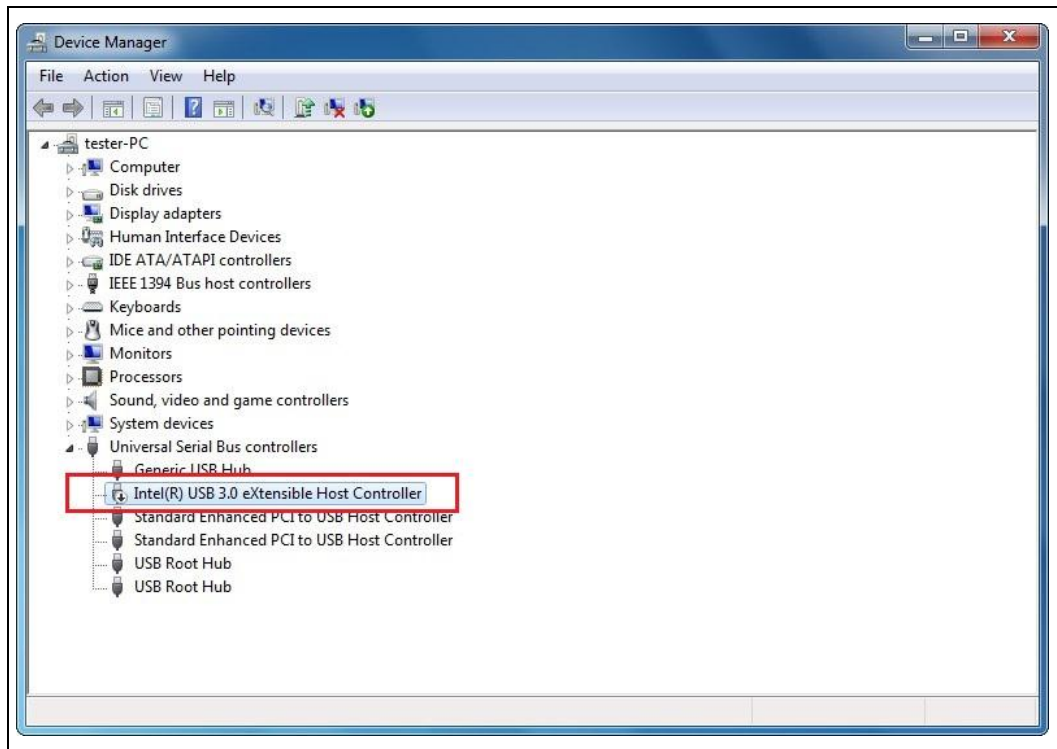 Device Manager
File Action View Help
tester-PC
Computer
Disk drives
Display adapters
Human Interface Devices
IDE ATA/ATAPI controllers
IEEE 1394 Bus host controllers
Keyboards
Mice and other pointing devices
Monitors
Processors
Sound, video and game controllers
System devices
Universal Serial Bus controllers
Generic USB Hub
Intel(R) USB 3.0 eXtensible Host Controller
Standard Enhanced PCI to USB Host Controller
Standard Enhanced PCI to USB Host Controller
USB Root Hub
USB Root Hub